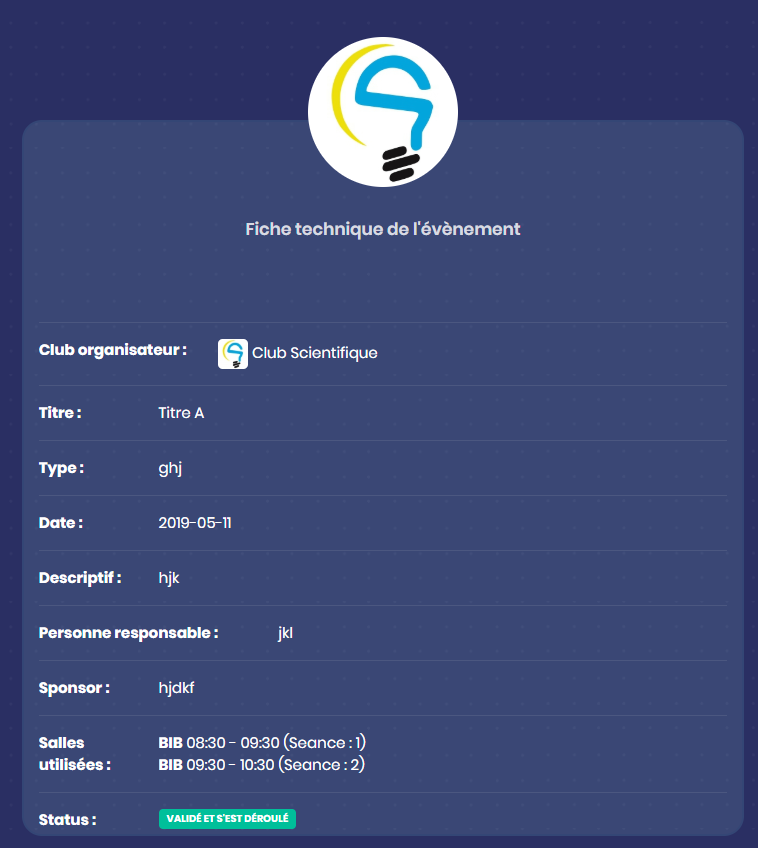 Fiche technique de l'évènement
Club organisateur : Club Scientifique
Titre : Titre A
Type : ghj
Date : 2019-05-11
Descriptif : hjk
Personne responsable : jkl
Sponsor : hjdkf
Salles BIB 08:30 - 09:30 (Seance : 1)
utilisées : BIB 09:30 - 10:30 (Seance : 2)
Status : VALIDÉ ET S'EST DÉROULÉ